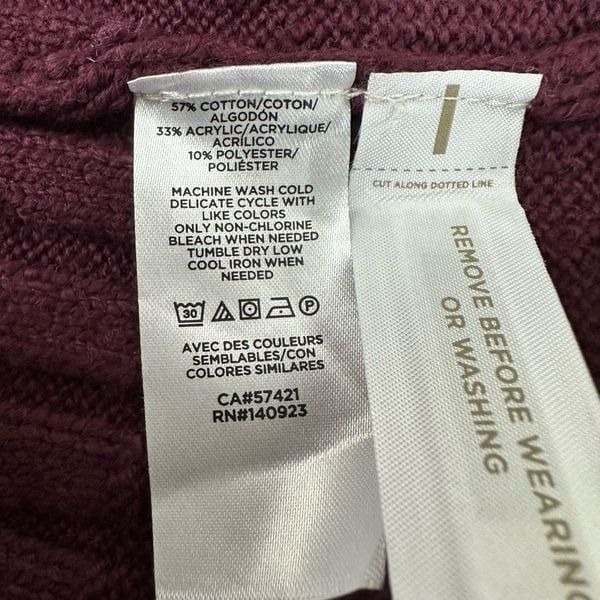 57% COTTON/COTON/
ALGODÓN
33% ACRYLIC/ACRYLIQUE/
ACRÍLICO
10% POLYESTER/
POLIÉSTER
MACHINE WASH COLD
DELICATE CYCLE WITH
LIKE COLORS
ONLY NON-CHLORINE
BLEACH WHEN NEEDED
TUMBLE DRY LOW
COOL IRON WHEN
NEEDED
30
P
AVEC DES COULEURS
SEMBLABLES/CON
COLORES SIMILARES
CA#57421
RN#140923
CUT ALONG DOTTED LINE
REMOVE BEFORE WEARING
OR WASHING